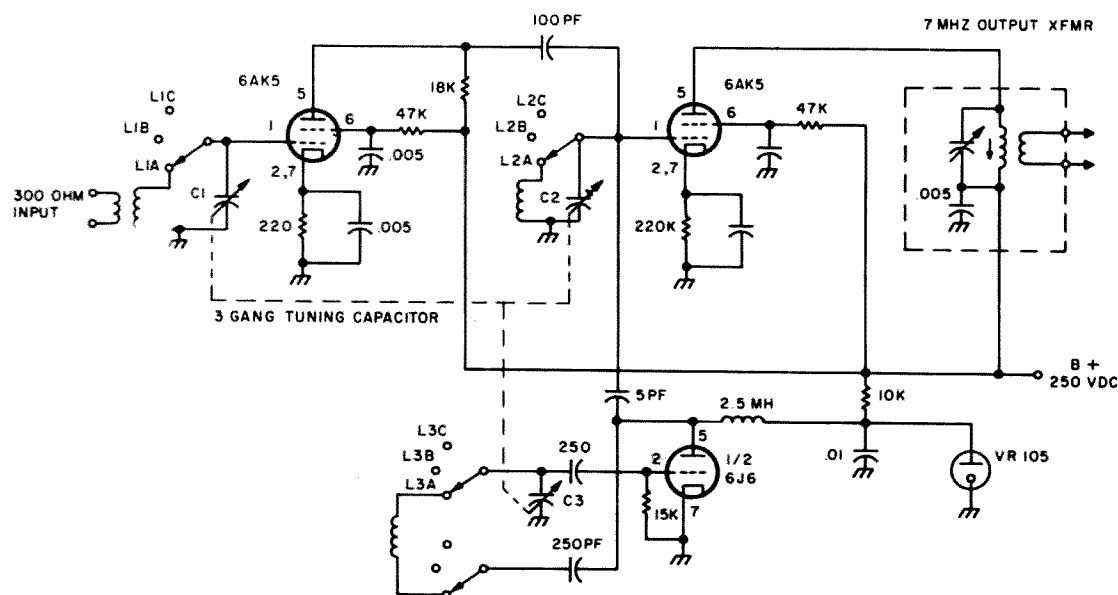 100 PF
7 MHZ OUTPUT XFMR
6AK5
5
18K
L1C
L1B
L1A
1
6
47K
.005
2,7
C1
300 OHM
INPUT
220
.005
L2C
L2B
L2A
C2
6AK5
5
1
6
47K
2,7
220K
.005
3 GANG TUNING CAPACITOR
B +
250 VDC
5PF
2.5 MH
10K
L3C
L3B
L3A
250
2
5
1/2
6J6
7
15K
C3
.01
VR 105
250PF